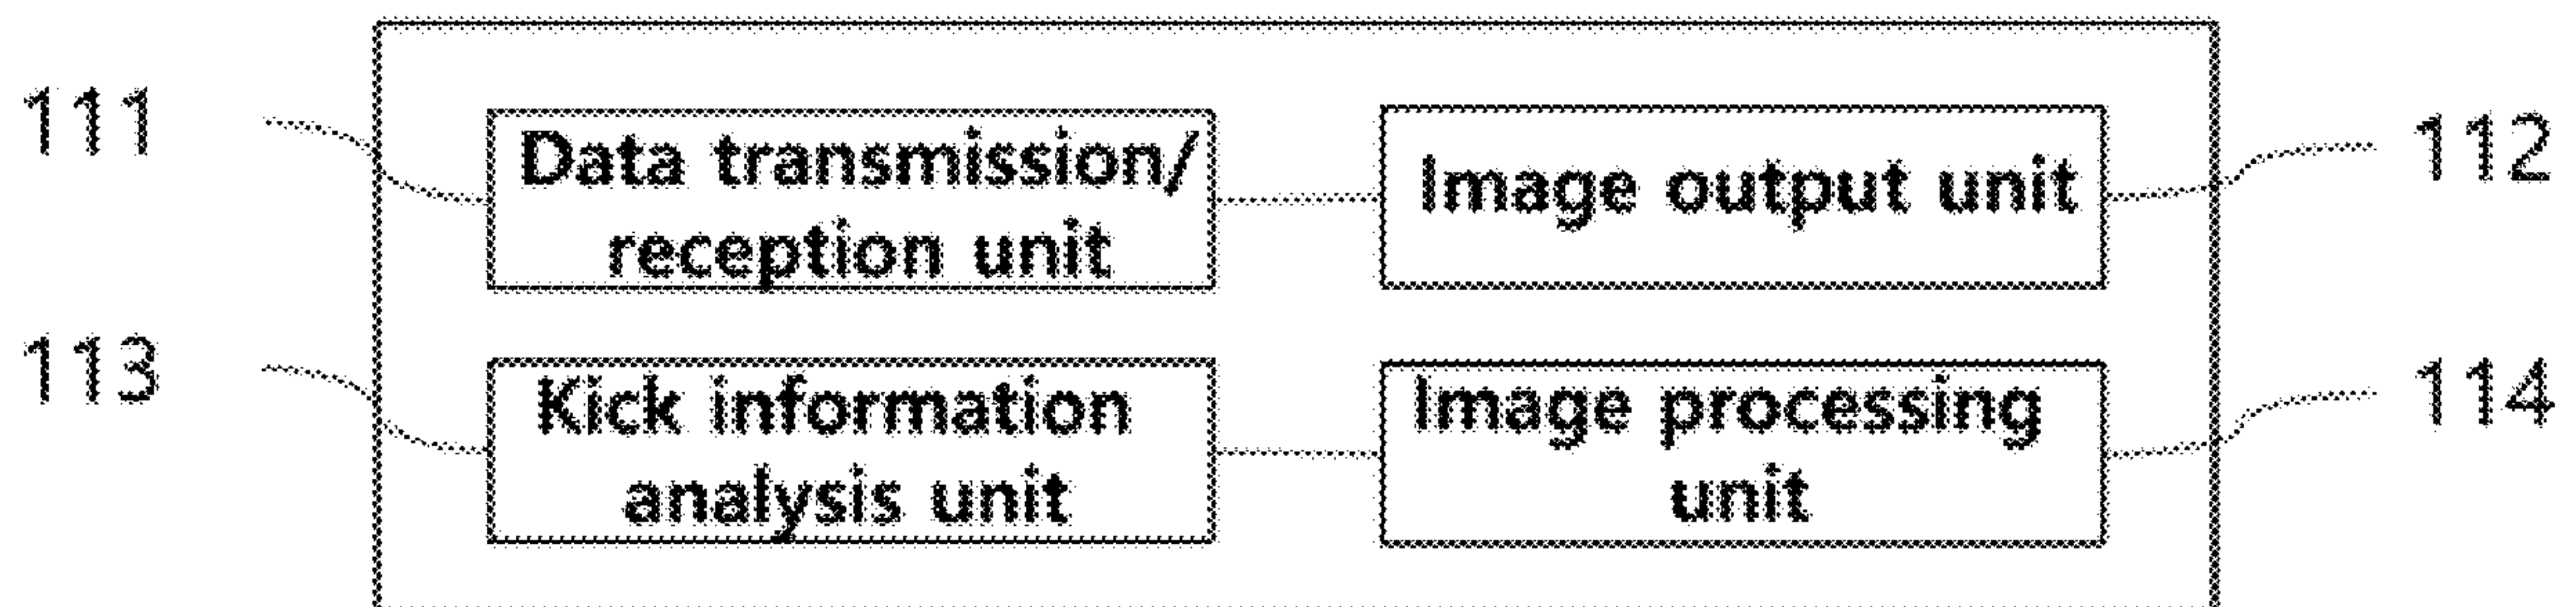 111
Data transmission/
reception unit
Image output unit
112
113
Kick information
analysis unit
Image processing
unit
114